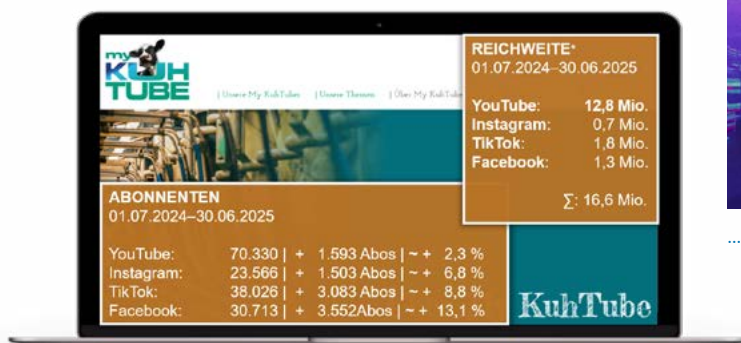 my
KUH
TUBE
| Unsere My KuhTuber | Unsere Themen | Über My KuhTube
REICHWEITE*
01.07.2024–30.06.2025
YouTube: 12,8 Mio.
Instagram: 0,7 Mio.
TikTok: 1,8 Mio.
Facebook: 1,3 Mio.
∑: 16,6 Mio.
ABONNENTEN
01.07.2024–30.06.2025
YouTube: 70.330 | + 1.593 Abos | ~ + 2,3 %
Instagram: 23.566 | + 1.503 Abos | ~ + 6,8 %
TikTok: 38.026 | + 3.083 Abos | ~ + 8,8 %
Facebook: 30.713 | + 3.552Abos | ~ + 13,1 %
KuhTube
...